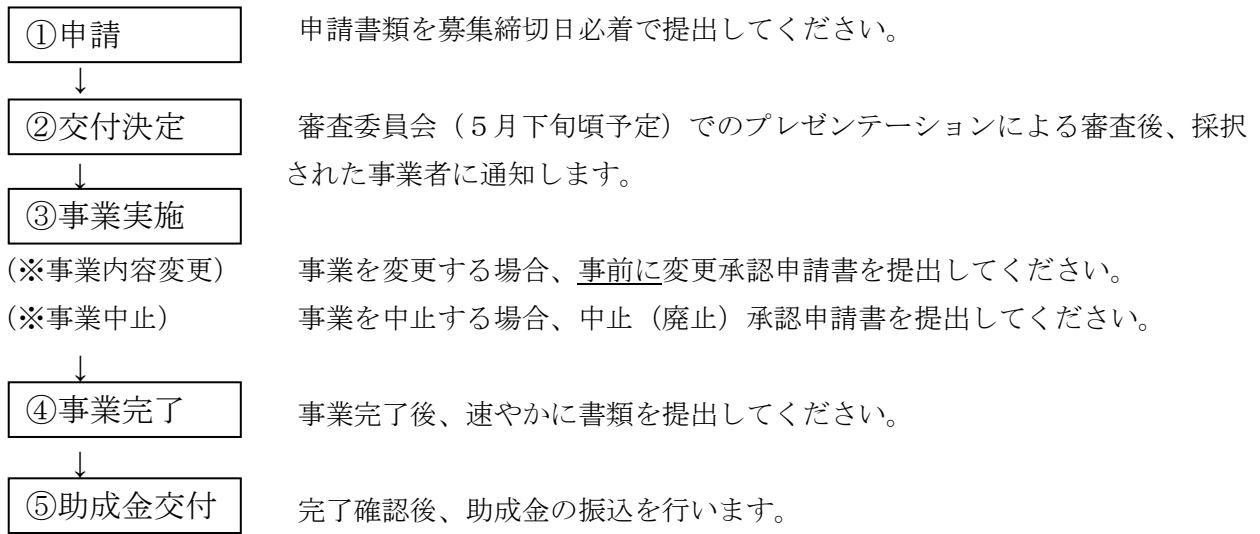 ①申請　申請書類を募集締切日必着で提出してください。
↓
②交付決定　審査委員会（５月下旬頃予定）でのプレゼンテーションによる審査後、採択
された事業者に通知します。
↓
③事業実施
(※事業内容変更)　事業を変更する場合、事前に変更承認申請書を提出してください。
(※事業中止)　事業を中止する場合、中止（廃止）承認申請書を提出してください。
↓
④事業完了　事業完了後、速やかに書類を提出してください。
↓
⑤助成金交付　完了確認後、助成金の振込を行います。